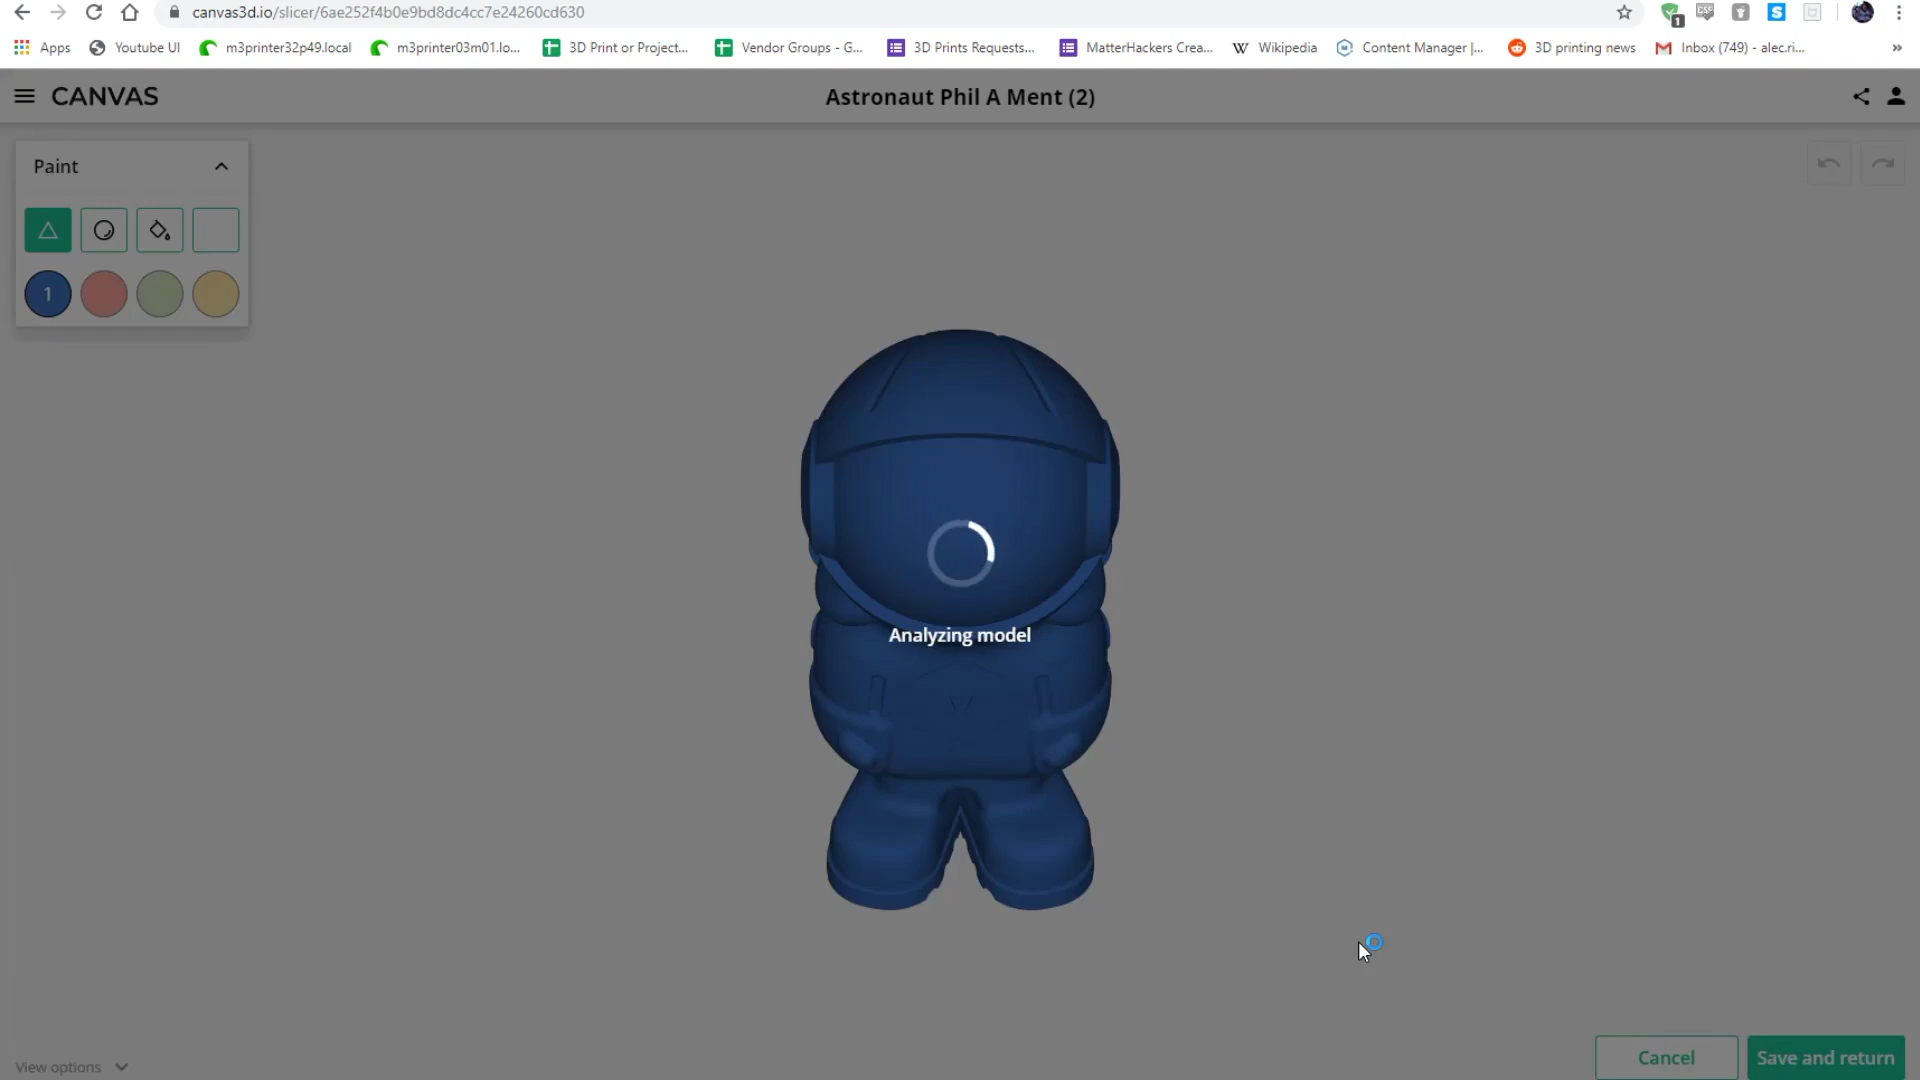 canvas3d.io/slicer/6ae252f4b0e9bd8dc4cc7e24260cd630
1
Apps Youtube UI m3printer32p49.local m3printer03m01.lo... 3D Print or Project... Vendor Groups - G... 3D Prints Requests... MatterHackers Crea... Wikipedia Content Manager |... 3D printing news Inbox (749) - alec.ri... »
CANVAS Astronaut Phil A Ment (2)
Paint
1
Analyzing model
View options Cancel Save and return